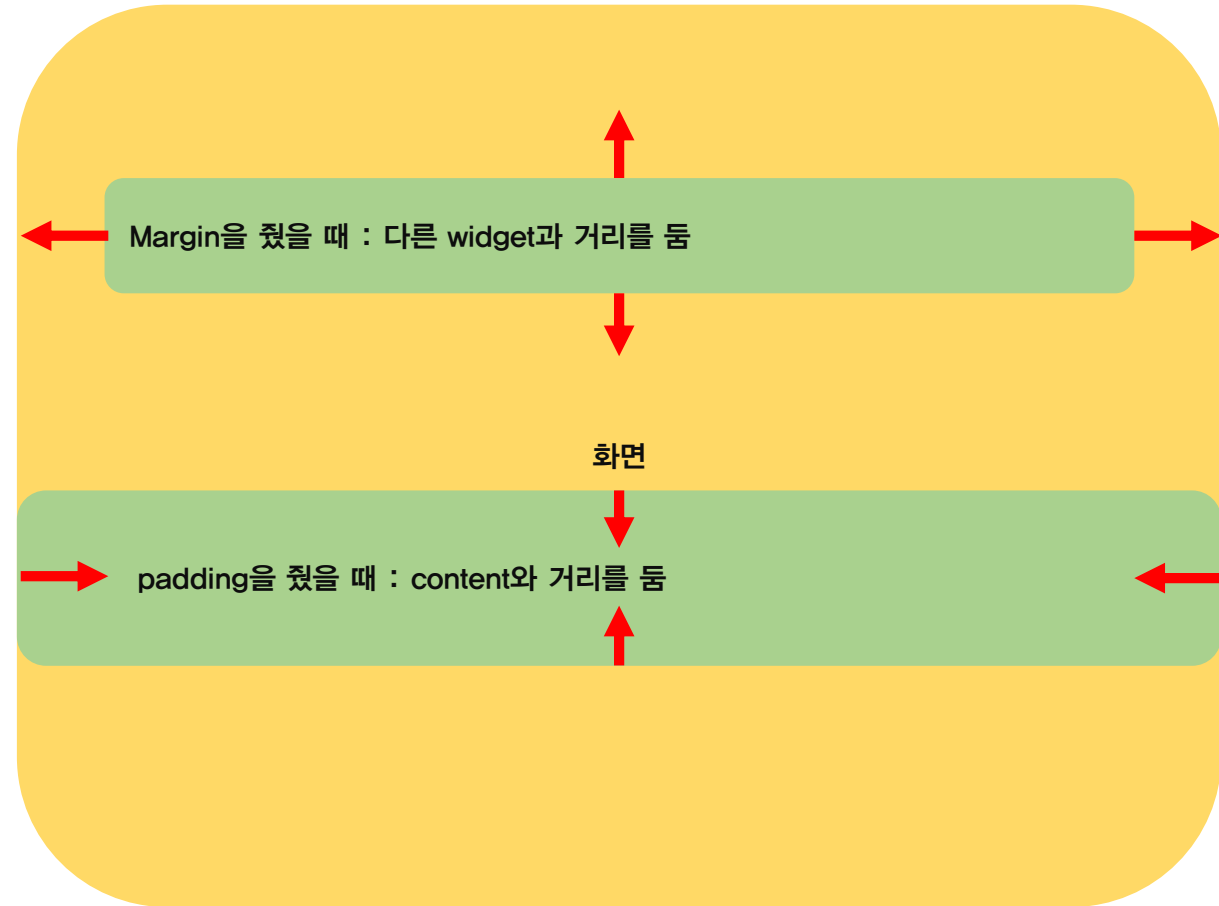 Margin을 줬을 때 : 다른 widget과 거리를 둠
화면
padding을 줬을 때 : content와 거리를 둠